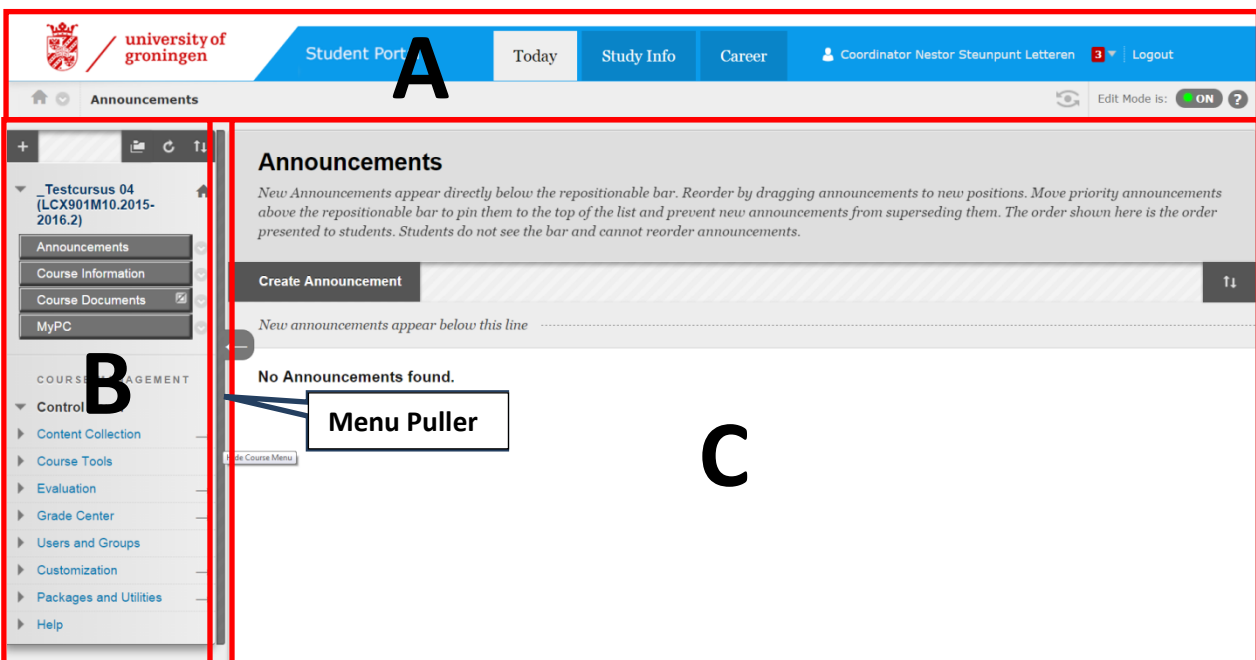 university of
groningen
Student Port
A
Today
Study Info
Career
Coordinator Nestor Steunpunt Letteren
3
Logout
Announcements
Edit Mode is:
ON
?
+
_Testcursus 04
(LCX901M10.2015-
2016.2)
Announcements
Course Information
Course Documents
MyPC
B
COURSE MANAGEMENT
Control
Content Collection
Course Tools
Evaluation
Grade Center
Users and Groups
Customization
Packages and Utilities
Help
Announcements
New Announcements appear directly below the repositionable bar. Reorder by dragging announcements to new positions. Move priority announcements
above the repositionable bar to pin them to the top of the list and prevent new announcements from superseding them. The order shown here is the order
presented to students. Students do not see the bar and cannot reorder announcements.
Create Announcement
New announcements appear below this line
No Announcements found.
Menu Puller
Hide Course Menu
C